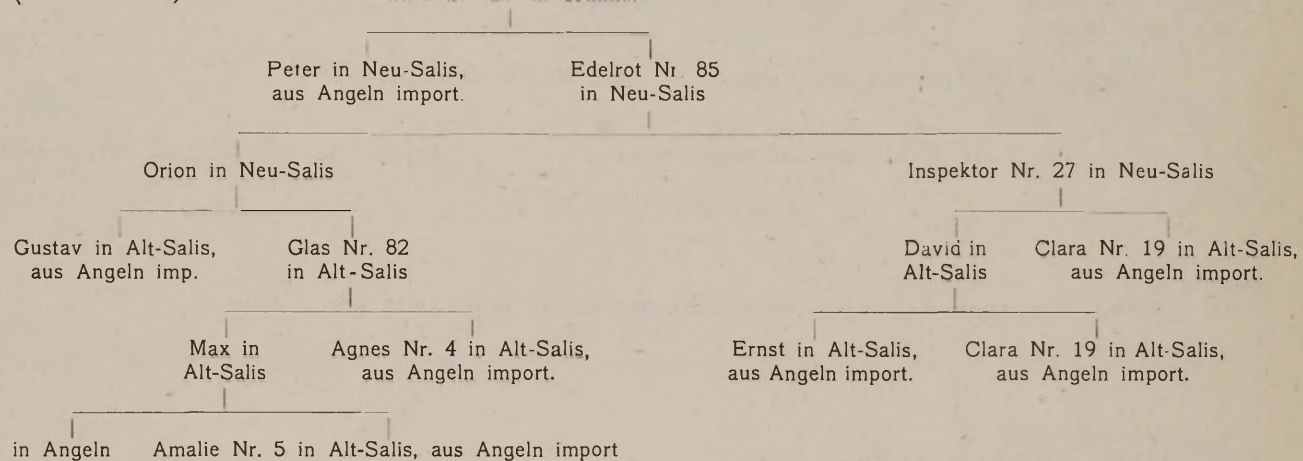 Peter in Neu-Salis,
aus Angeln import.
Edelrot Nr. 85
in Neu-Salis
Orion in Neu-Salis
Inspektor Nr. 27 in Neu-Salis
Gustav in Alt-Salis,
aus Angeln imp.
Glas Nr. 82
in Alt-Salis
David in
Alt-Salis
Clara Nr. 19 in Alt-Salis,
aus Angeln import.
Max in
Alt-Salis
Agnes Nr. 4 in Alt-Salis,
aus Angeln import.
Ernst in Alt-Salis,
aus Angeln import.
Clara Nr. 19 in Alt-Salis,
aus Angeln import.
in Angeln
Amalie Nr. 5 in Alt-Salis, aus Angeln import